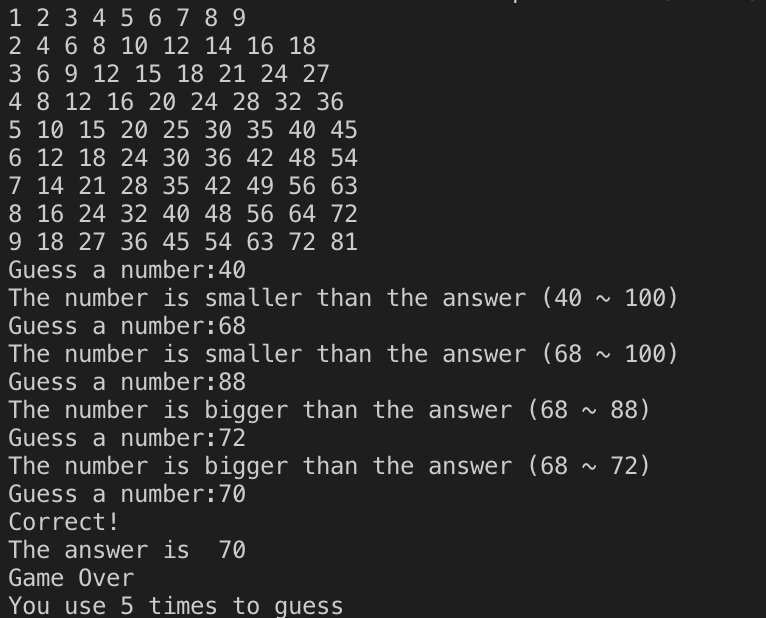 1 2 3 4 5 6 7 8 9
2 4 6 8 10 12 14 16 18
3 6 9 12 15 18 21 24 27
4 8 12 16 20 24 28 32 36
5 10 15 20 25 30 35 40 45
6 12 18 24 30 36 42 48 54
7 14 21 28 35 42 49 56 63
8 16 24 32 40 48 56 64 72
9 18 27 36 45 54 63 72 81
Guess a number:40
The number is smaller than the answer (40 ~ 100)
Guess a number:68
The number is smaller than the answer (68 ~ 100)
Guess a number:88
The number is bigger than the answer (68 ~ 88)
Guess a number:72
The number is bigger than the answer (68 ~ 72)
Guess a number:70
Correct!
The answer is  70
Game Over
You use 5 times to guess